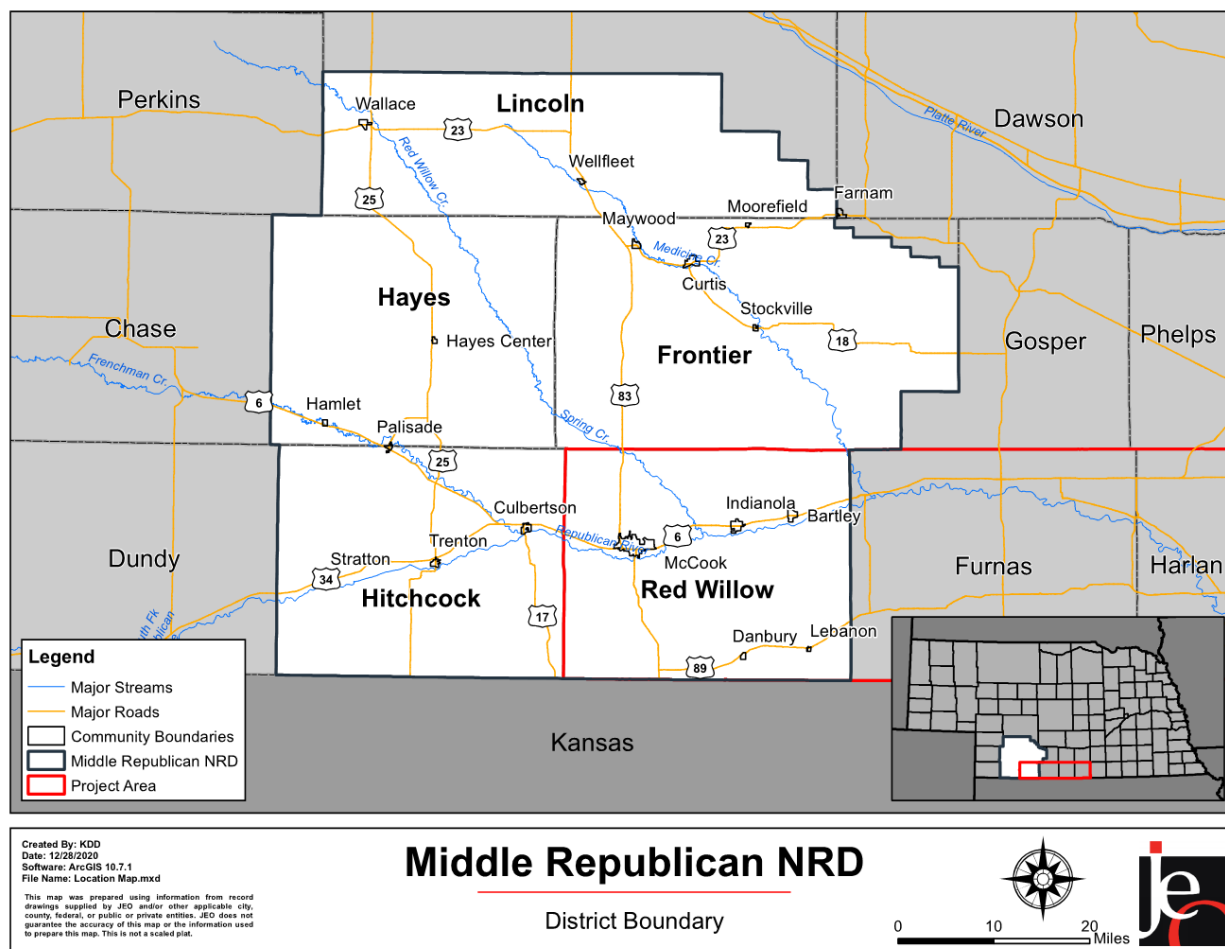 Perkins
Wallace
Lincoln
23
Dawson
Platte River
Red Willow Cr.
25
Wellfleet
Farnam
Moorefield
Maywood
23
Medicine Cr.
Curtis
Hayes
Stockville
Chase
Hayes Center
Frontier
18
Gosper
Phelps
Frenchman Cr.
6
Hamlet
83
Spring Cr.
Palisade
25
Culbertson
Indianola
Bartley
Republican River
6
Trenton
McCook
Stratton
Dundy
34
Hitchcock
Red Willow
Furnas
Harlan
17
Danbury
Lebanon
89
Kansas
Legend
Major Streams
Major Roads
Community Boundaries
Middle Republican NRD
Project Area
Created By: KDD
Date: 12/28/2020
Software: ArcGIS 10.7.1
File Name: Location Map.mxd
This map was prepared using information from record
drawings supplied by JEO and/or other applicable city,
county, federal, or public or private entities. JEO does not
guarantee the accuracy of this map or the information used
to prepare this map. This is not a scaled plat.
Middle Republican NRD
District Boundary
0 10 20
Miles
jeo